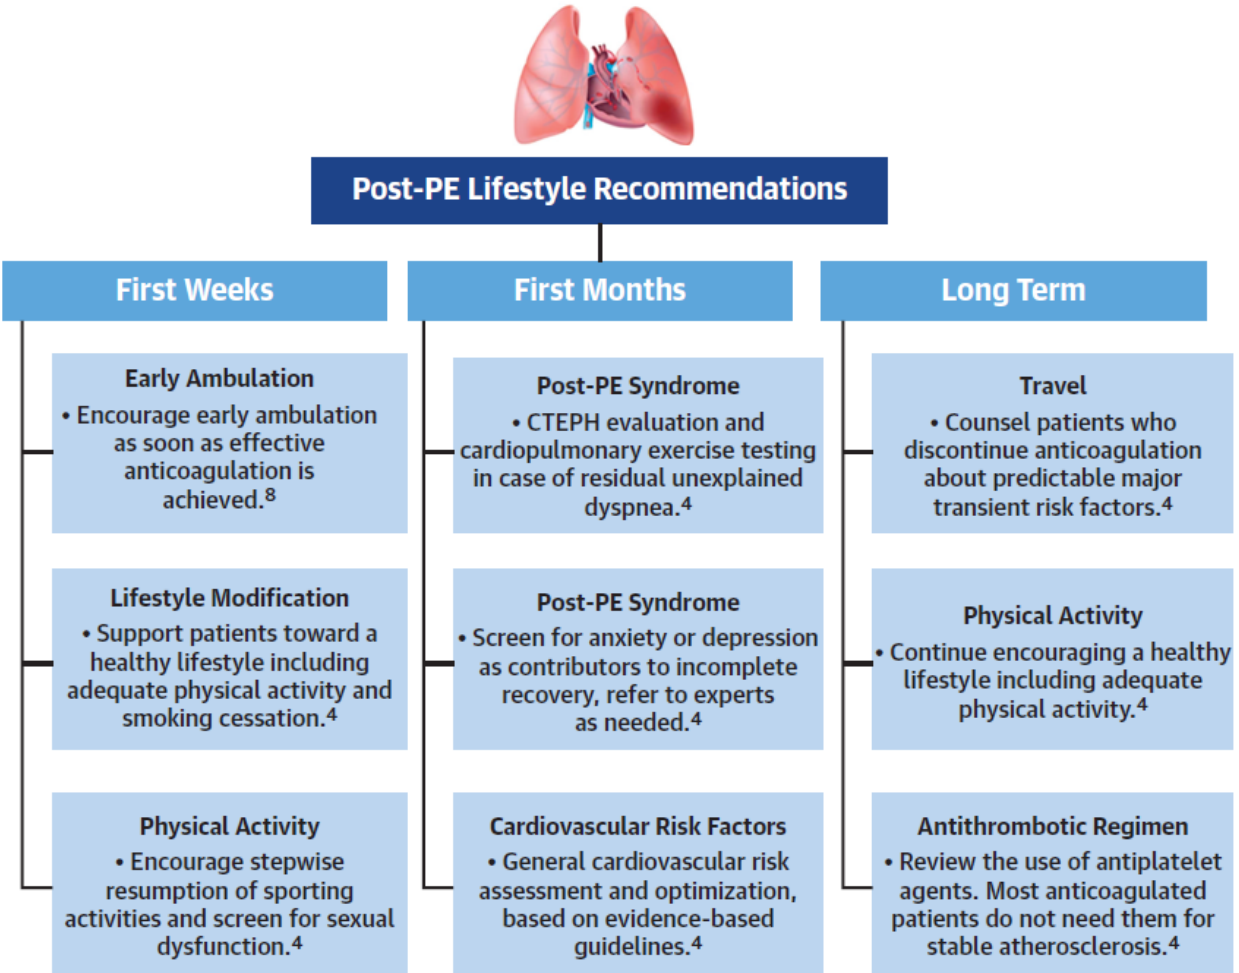 Post-PE Lifestyle Recommendations
First Weeks
Early Ambulation
• Encourage early ambulation
as soon as effective
anticoagulation is
achieved.8
Lifestyle Modification
• Support patients toward a
healthy lifestyle including
adequate physical activity and
smoking cessation.4
Physical Activity
• Encourage stepwise
resumption of sporting
activities and screen for sexual
dysfunction.4
First Months
Post-PE Syndrome
• CTEPH evaluation and
cardiopulmonary exercise testing
in case of residual unexplained
dyspnea.4
Post-PE Syndrome
• Screen for anxiety or depression
as contributors to incomplete
recovery, refer to experts
as needed.4
Cardiovascular Risk Factors
• General cardiovascular risk
assessment and optimization,
based on evidence-based
guidelines.4
Long Term
Travel
• Counsel patients who
discontinue anticoagulation
about predictable major
transient risk factors.4
Physical Activity
• Continue encouraging a healthy
lifestyle including adequate
physical activity.4
Antithrombotic Regimen
• Review the use of antiplatelet
agents. Most anticoagulated
patients do not need them for
stable atherosclerosis.4